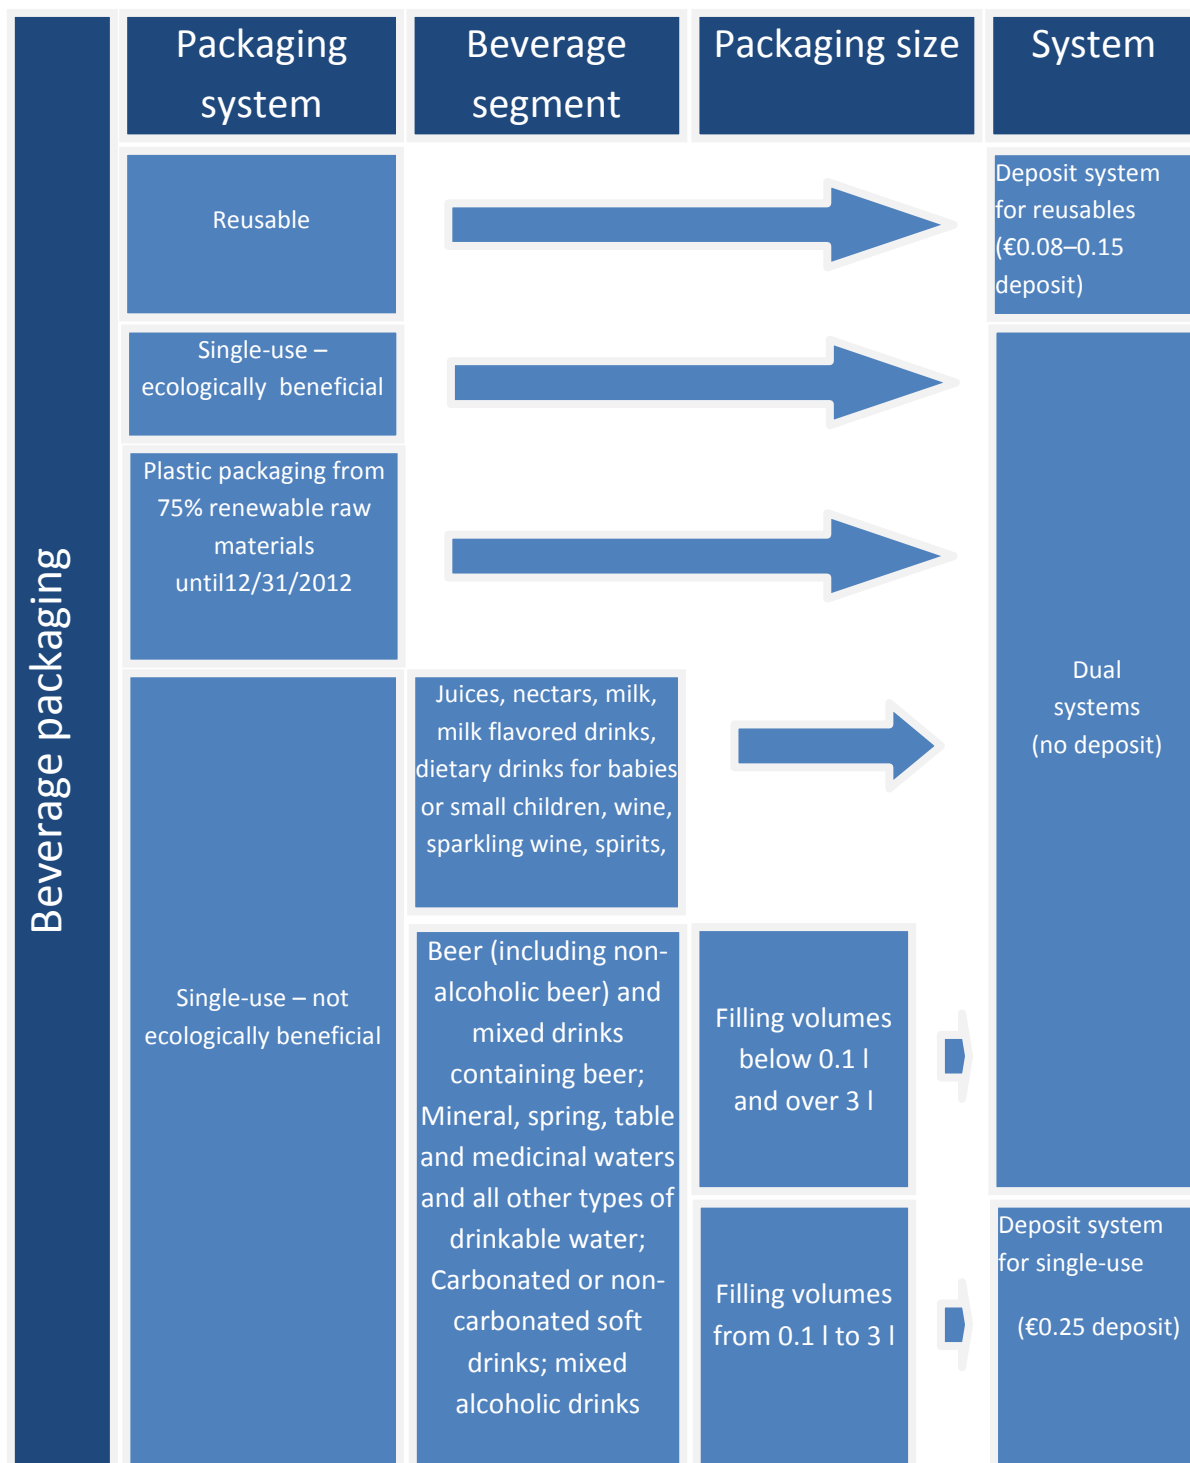 Beverage packaging
Packaging
system
Beverage
segment
Packaging size
System
Reusable
Deposit system
for reusables
(€0.08–0.15
deposit)
Single-use –
ecologically  beneficial
Plastic packaging from
75% renewable raw
materials
until12/31/2012
Dual
systems
(no deposit)
Single-use – not
ecologically beneficial
Juices, nectars, milk,
milk flavored drinks,
dietary drinks for babies
or small children, wine,
sparkling wine, spirits,
Beer (including non-
alcoholic beer) and
mixed drinks
containing beer;
Mineral, spring, table
and medicinal waters
and all other types of
drinkable water;
Carbonated or non-
carbonated soft
drinks; mixed
alcoholic drinks
Filling volumes
below 0.1 l
and over 3 l
Filling volumes
from 0.1 l to 3 l
Deposit system
for single-use
(€0.25 deposit)